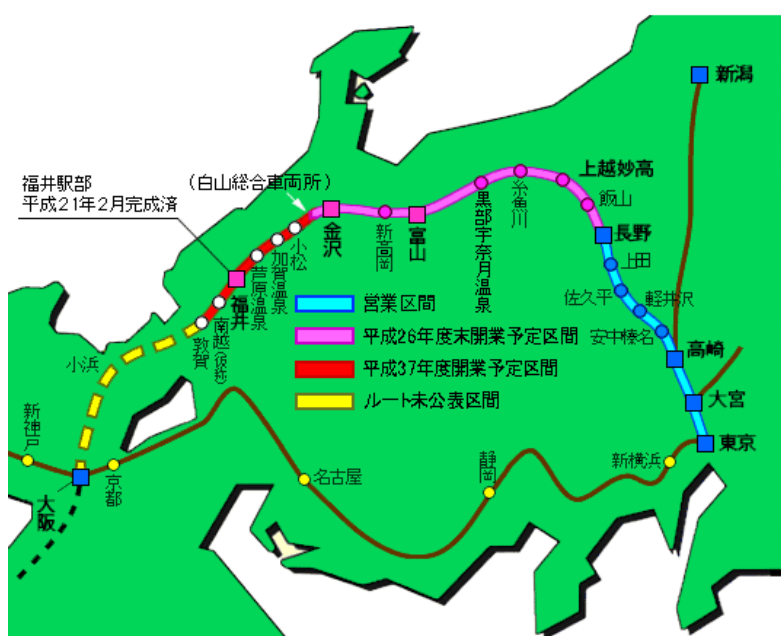 新潟
上越妙高
飯山
糸魚川
黒部宇奈月温泉
(白山総合車両所)
福井駅部
平成21年2月完成済
金沢
新高岡
富山
長野
上田
佐久平
軽井沢
安中榛名
高崎
大宮
東京
小松
加賀温泉
芦原温泉
福井
南越(仮称)
敦賀
小浜
営業区間
平成26年度末開業予定区間
平成37年度開業予定区間
ルート未公表区間
新神戸
大阪
京都
名古屋
静岡
新横浜